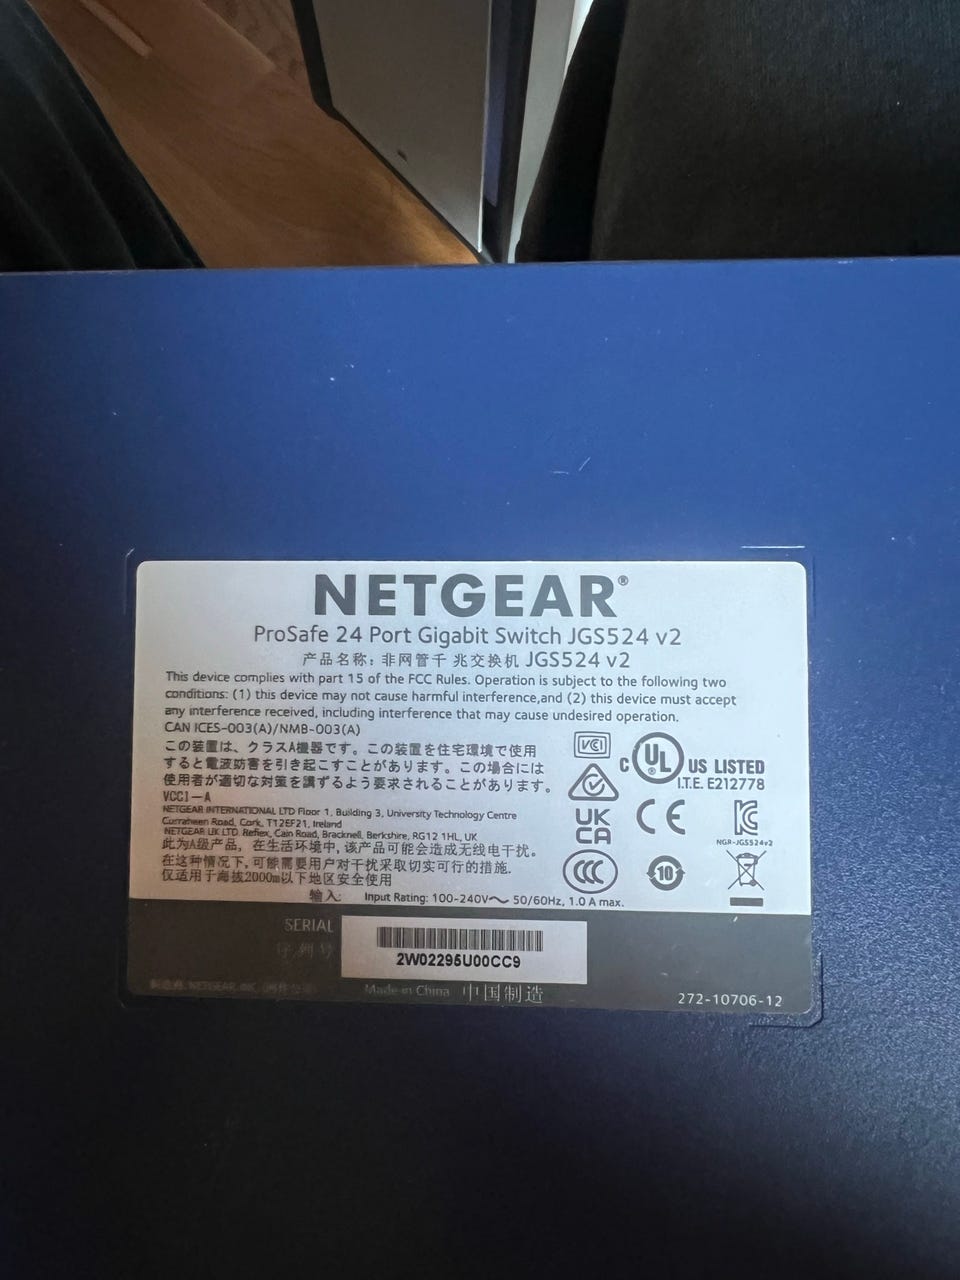 NETGEAR®
ProSafe 24 Port Gigabit Switch JGS524 v2
产品名称：非网管千 兆交换机 JGS524 v2
This device complies with part 15 of the FCC Rules. Operation is subject to the following two
conditions: (1) this device may not cause harmful interference,and (2) this device must accept
any interference received, including interference that may cause undesired operation.
CAN ICES-003(A)/NMB-003(A)
この装置は、クラスA機器です。この装置を住宅環境で使用
すると電波妨害を引き起こすことがあります。この場合には
使用者が適切な対策を講ずるよう要求されることがあります。
VCCI-A
NETGEAR INTERNATIONAL LTD Floor 1, Building 3, University Technology Centre
Curraheen Road, Cork, T12EF21, Ireland
NETGEAR UK LTD. Reflex, Cain Road, Bracknell, Berkshire, RG12 1HL, UK
此为A级产品，在生活环境中,该产品可能会造成无线电干扰。
在这种情况下,可能需要用户对干扰采取切实可行的措施.
仅适用于海拔2000m以下地区安全使用
VCI
C UL US LISTED
I.T.E. E212778
UK
CA
CE
KC
NGR-JGS524v2
CCC
10
输入: Input Rating: 100-240V～ 50/60Hz, 1.0 A max.
SERIAL
序列号
2W02295U00CC9
Made in China 中国制造
272-10706-12